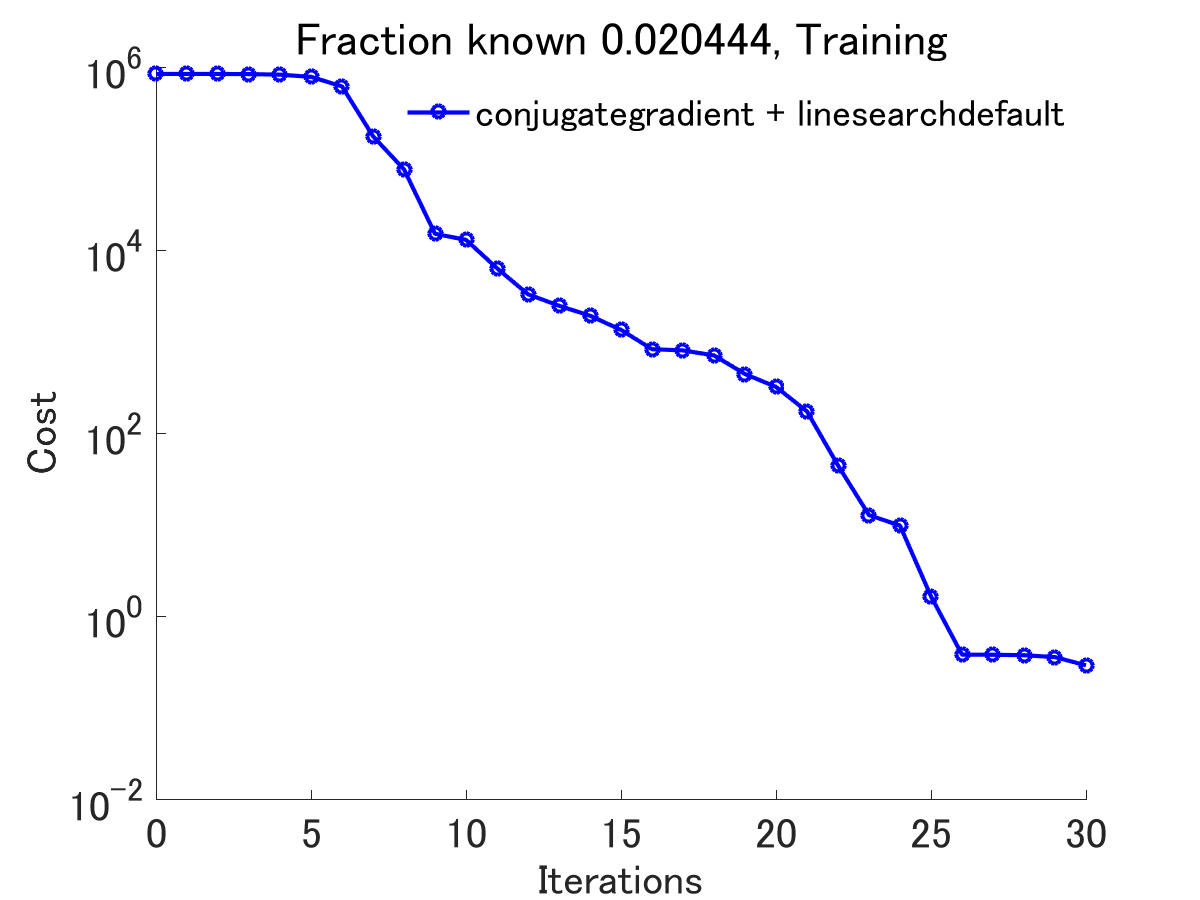 Fraction known 0.020444, Training
conjugategradient + linesearchdefault
10^6
10^4
10^2
10^0
10^-2
Cost
0 5 10 15 20 25 30
Iterations